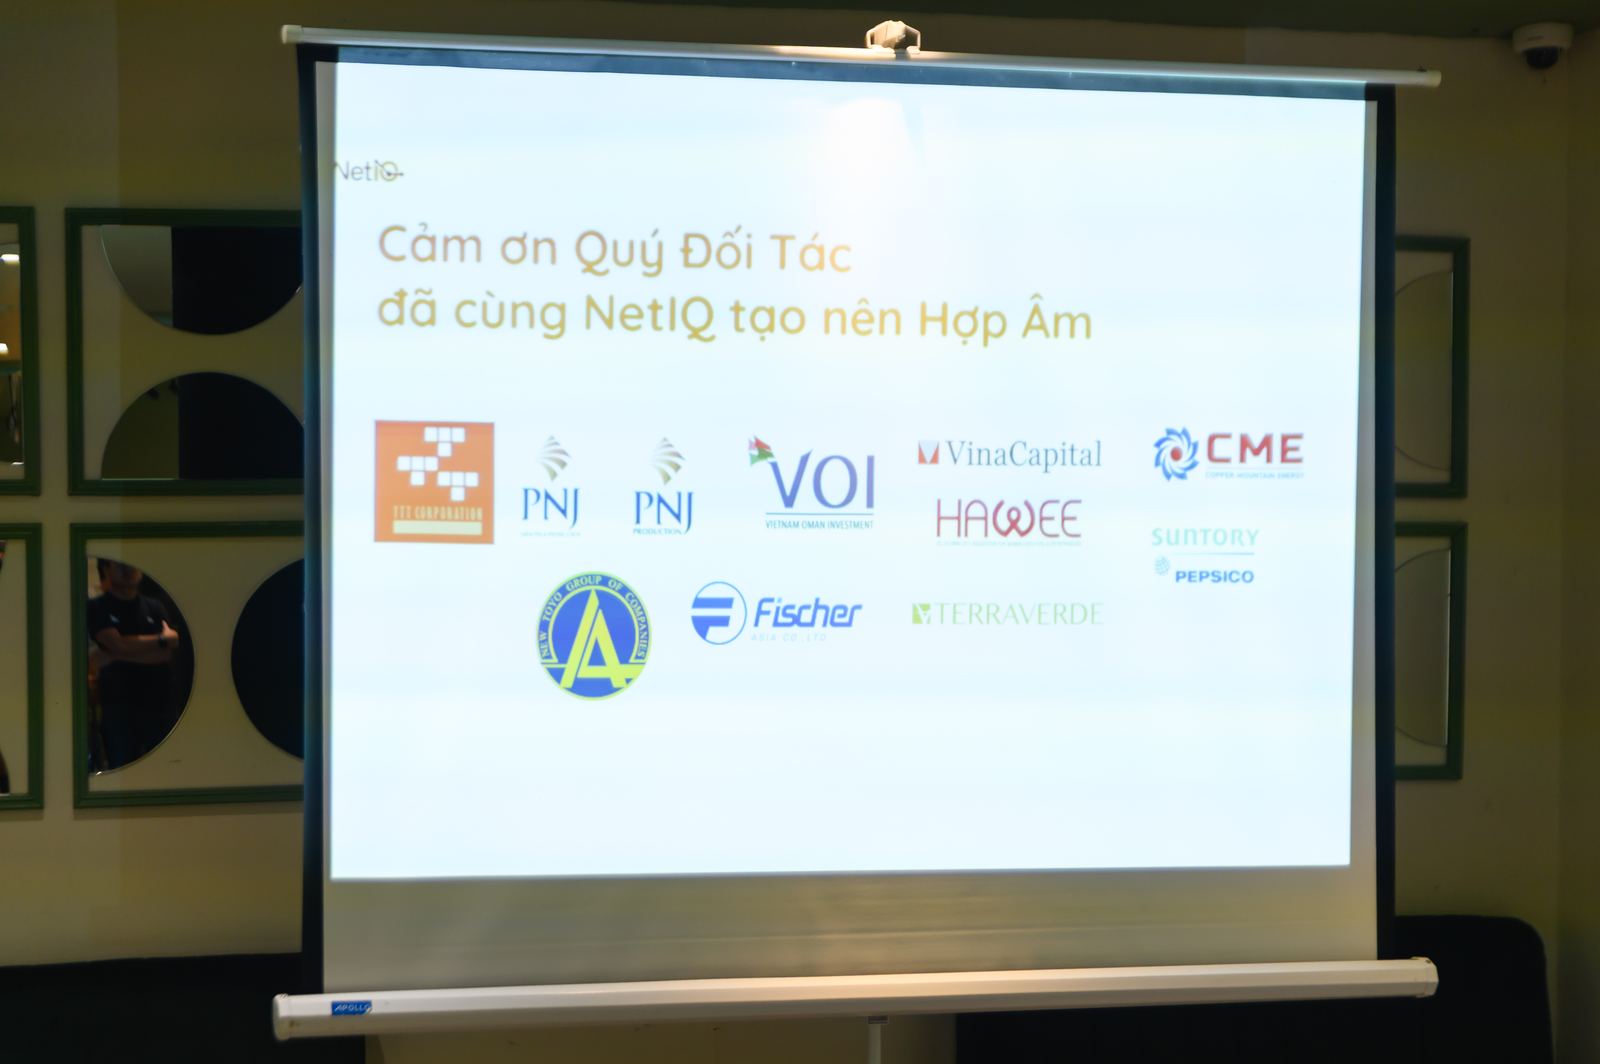 NetIQ
Cảm ơn Quý Đối Tác
đã cùng NetIQ tạo nên Hợp Âm
TTT CORPORATION
PNJ
PNJ
PRODUCTION
VOI
VIETNAM OMAN INVESTMENT
VinaCapital
HAWEE
CME
COPPER MOUNTAIN ENERGY
SUNTORY
PEPSICO
NEW TOYO GROUP OF COMPANIES
Fischer
ASIA CO., LTD
TERRAVERDE
APOLLO